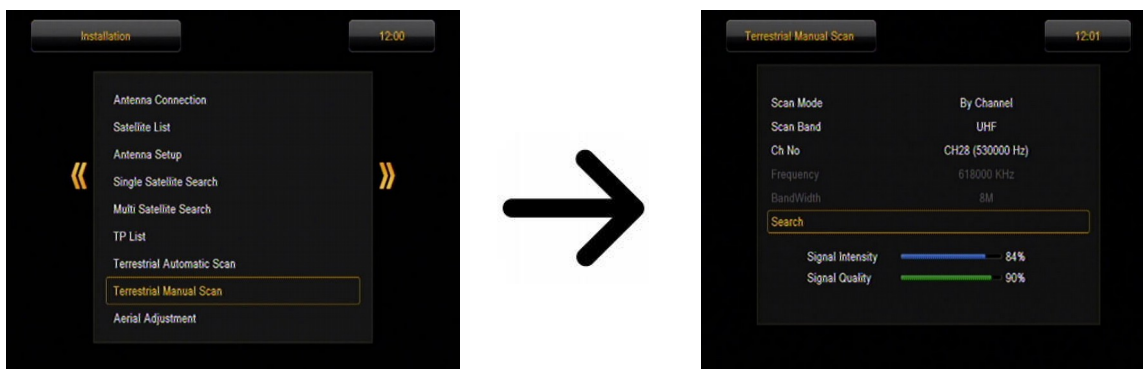 Installation
12:00
Antenna Connection
Satellite List
Antenna Setup
Single Satellite Search
Multi Satellite Search
TP List
Terrestrial Automatic Scan
Terrestrial Manual Scan
Aerial Adjustment
Terrestrial Manual Scan
12:01
Scan Mode By Channel
Scan Band UHF
Ch No CH28 (530000 Hz)
Frequency 618000 KHz
BandWidth 8M
Search
Signal Intensity 84%
Signal Quality 90%